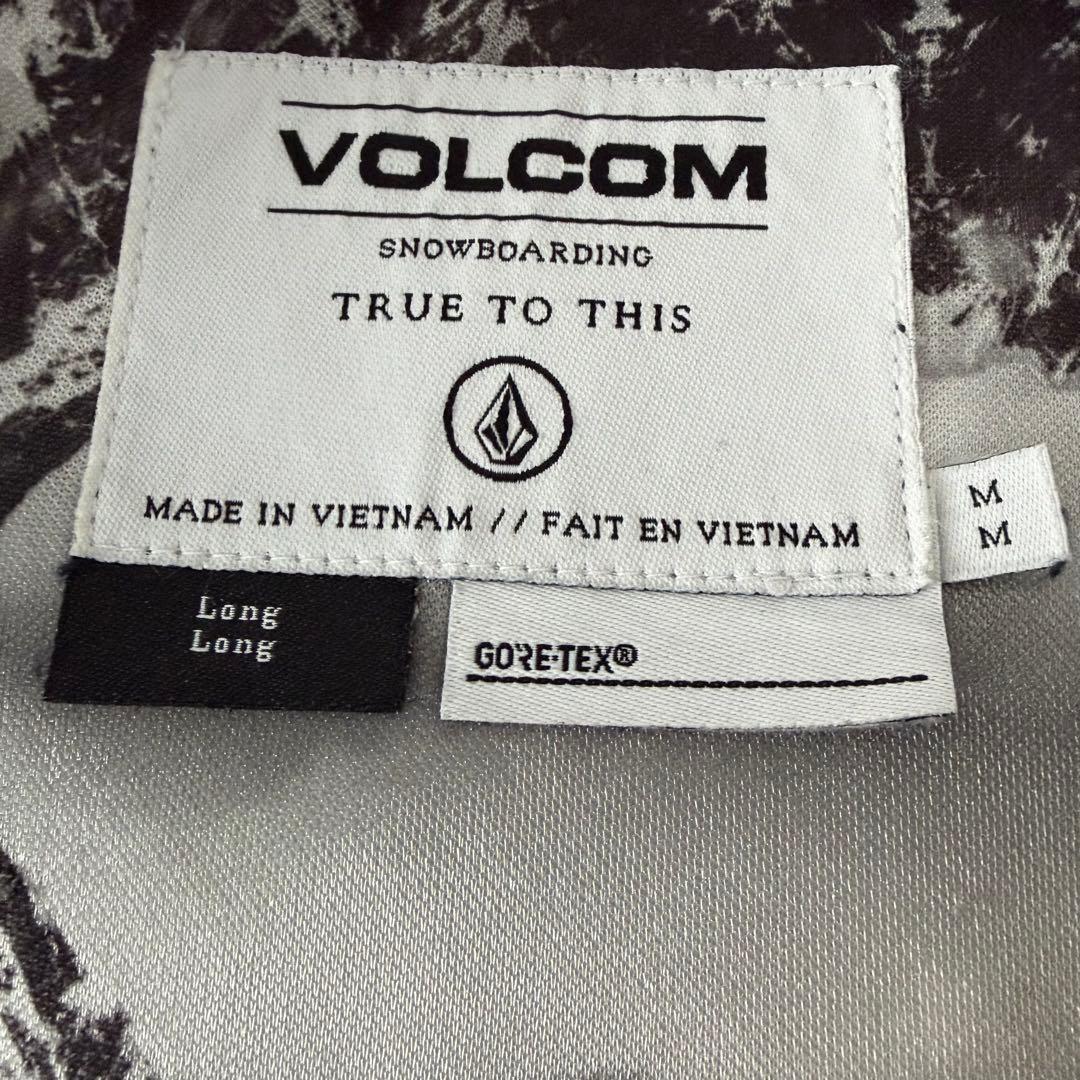 VOLCOM
SNOWBOARDING
TRUE TO THIS
MADE IN VIETNAM // FAIT EN VIETNAM
M
M
Long
Long
GORE-TEX®